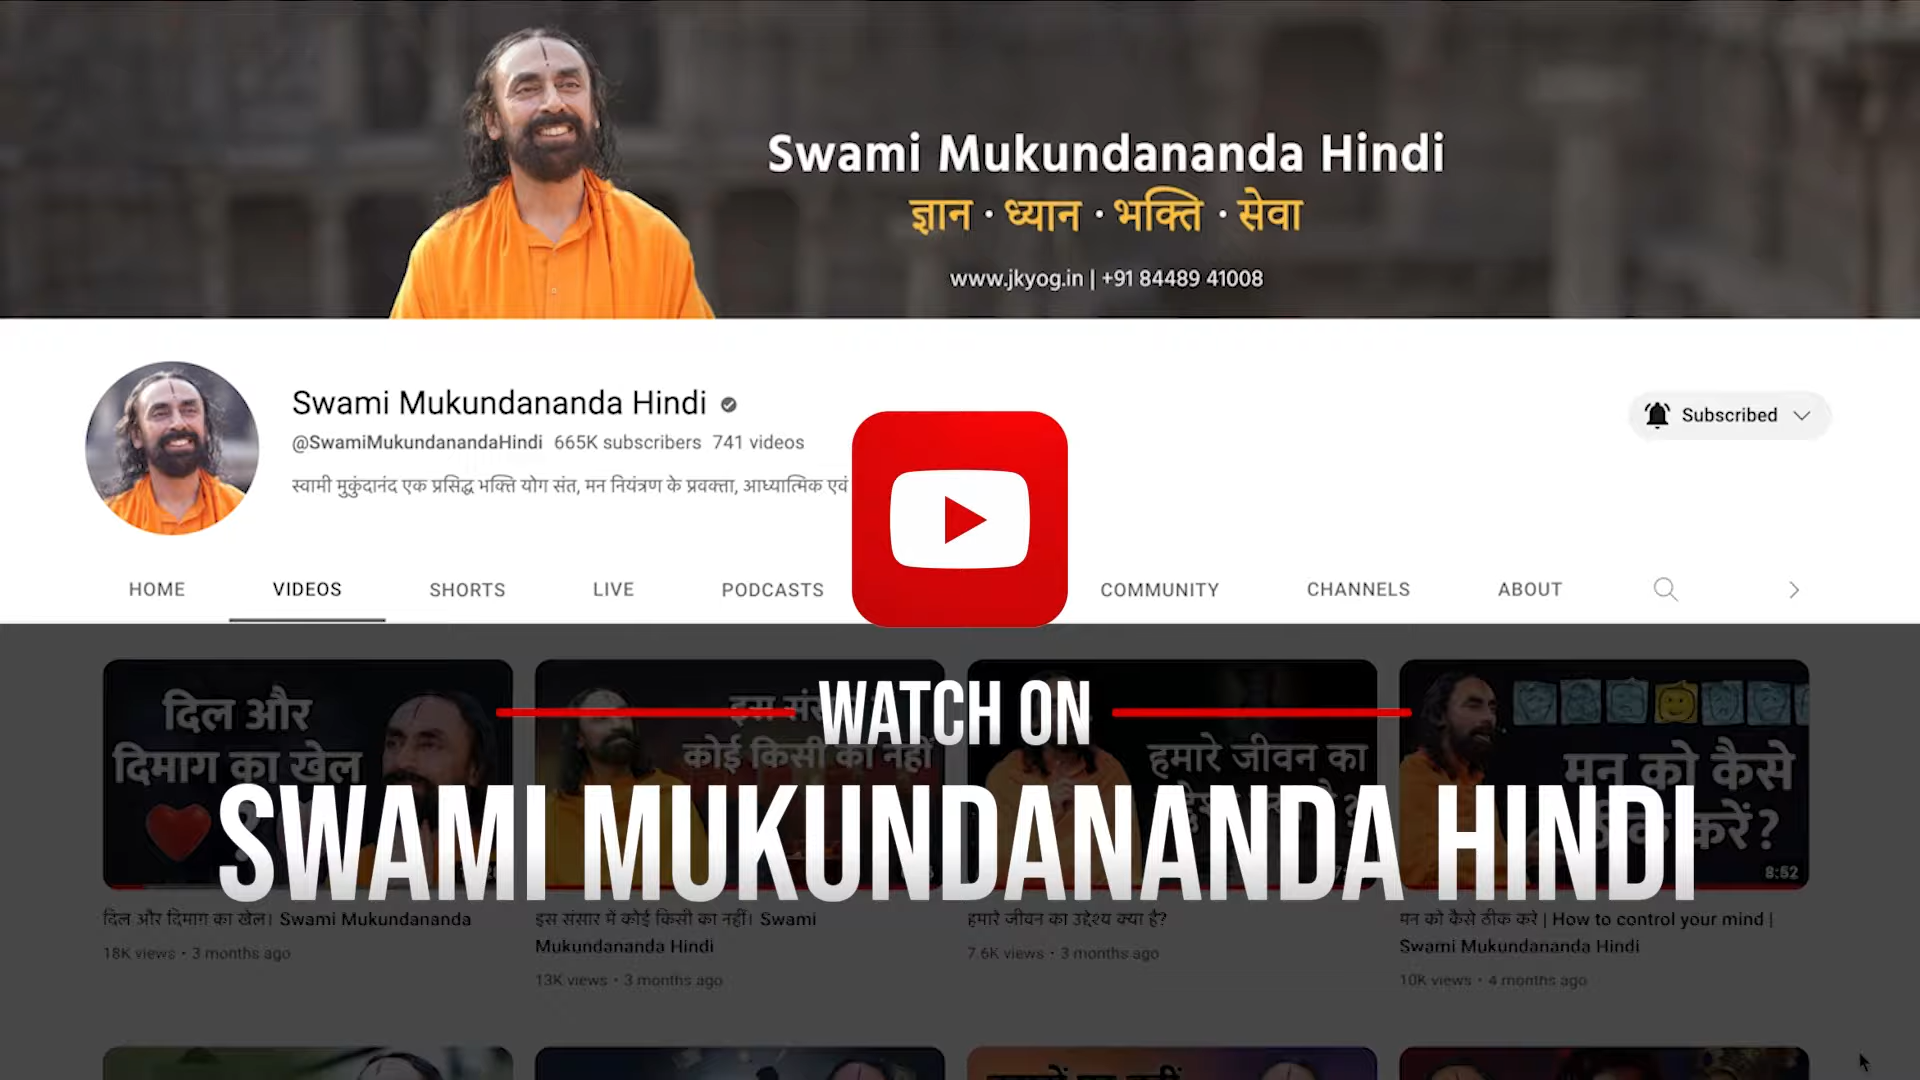 Swami Mukundananda Hindi
ज्ञान · ध्यान · भक्ति · सेवा
www.jkyog.in | +91 84489 41008
Swami Mukundananda Hindi
@SwamiMukundanandaHindi 665K subscribers 741 videos
स्वामी मुकुंदानंद एक प्रसिद्ध भक्ति योग संत, मन नियंत्रण के प्रवक्ता, आध्यात्मिक एवं
Subscribed
HOME VIDEOS SHORTS LIVE PODCASTS COMMUNITY CHANNELS ABOUT
WATCH ON
SWAMI MUKUNDANANDA HINDI
दिल और
दिमाग का खेल
इस
कोई किसी का नहीं
हमारे जीवन का
मन को कैसे
करें?
8:52
दिल और दिमाग का खेल। Swami Mukundananda
18K views • 3 months ago
इस संसार में कोई किसी का नहीं। Swami
Mukundananda Hindi
13K views • 3 months ago
हमारे जीवन का उद्देश्य क्या है?
7.6K views • 3 months ago
मन को कैसे ठीक करे | How to control your mind |
Swami Mukundananda Hindi
10K views • 4 months ago